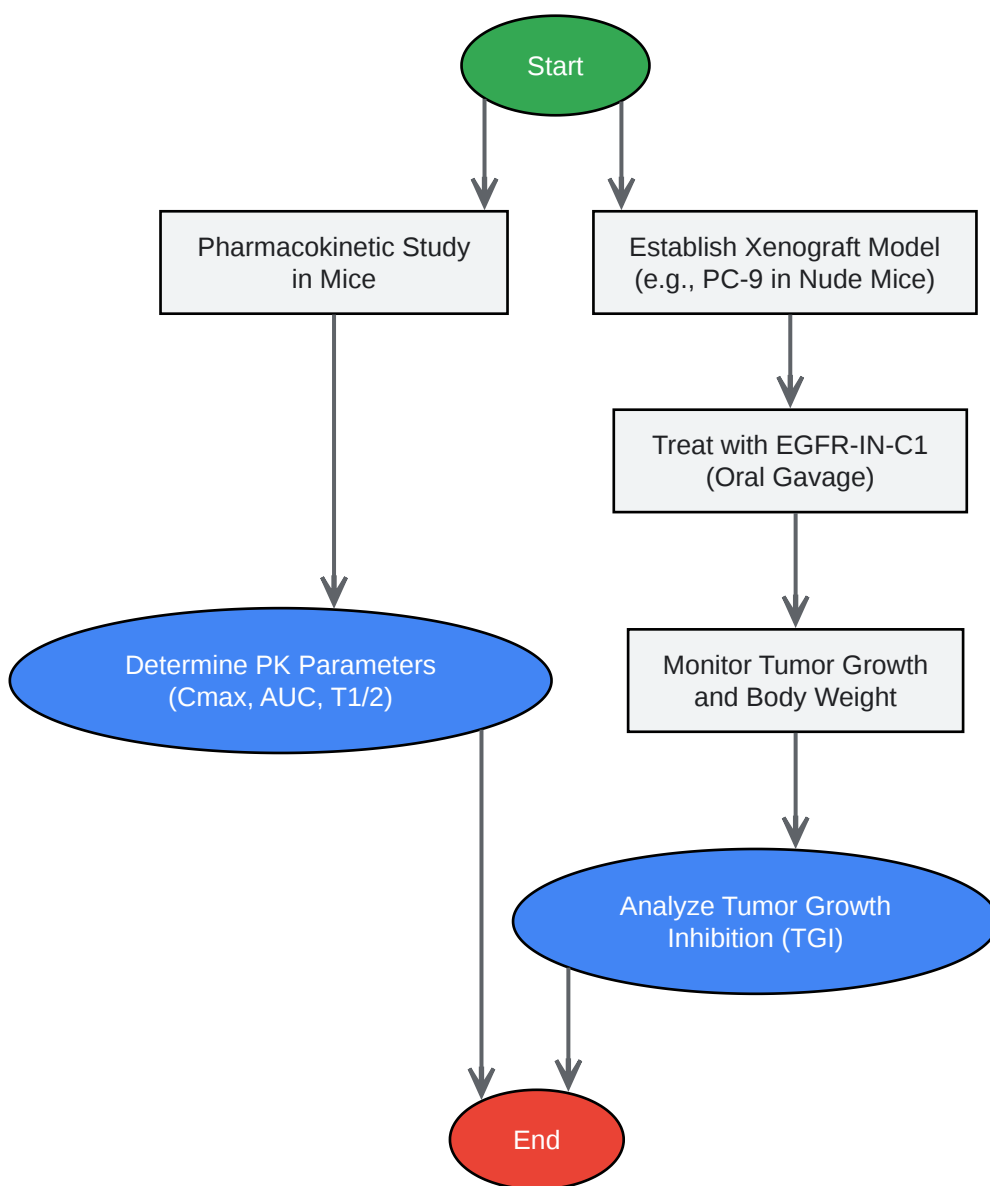 Start
Pharmacokinetic Study
in Mice
Establish Xenograft Model
(e.g., PC-9 in Nude Mice)
Treat with EGFR-IN-C1
(Oral Gavage)
Determine PK Parameters
(Cmax, AUC, T1/2)
Monitor Tumor Growth
and Body Weight
Analyze Tumor Growth
Inhibition (TGI)
End